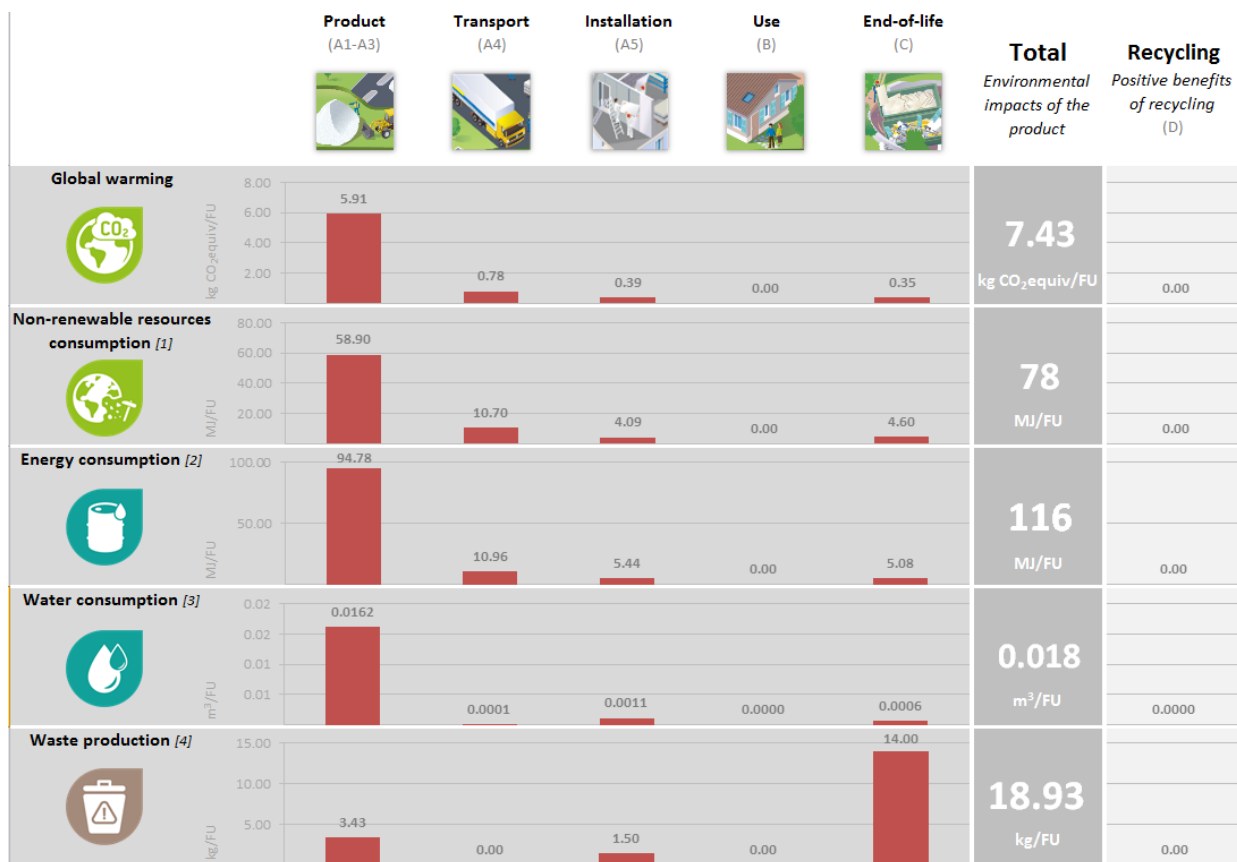 Product
(A1-A3)
Transport
(A4)
Installation
(A5)
Use
(B)
End-of-life
(C)
Total
Environmental
impacts of the
product
Recycling
Positive benefits
of recycling
(D)
Global warming
CO₂
kg CO₂equiv/FU
8.00
6.00
4.00
2.00
5.91
0.78
0.39
0.00
0.35
7.43
kg CO₂equiv/FU
0.00
Non-renewable resources
consumption [1]
MJ/FU
80.00
60.00
40.00
20.00
58.90
10.70
4.09
0.00
4.60
78
MJ/FU
0.00
Energy consumption [2]
MJ/FU
100.00
50.00
94.78
10.96
5.44
0.00
5.08
116
MJ/FU
0.00
Water consumption [3]
m³/FU
0.02
0.02
0.01
0.01
0.0162
0.0001
0.0011
0.0000
0.0006
0.018
m³/FU
0.0000
Waste production [4]
kg/FU
15.00
10.00
5.00
3.43
0.00
1.50
0.00
14.00
18.93
kg/FU
0.00